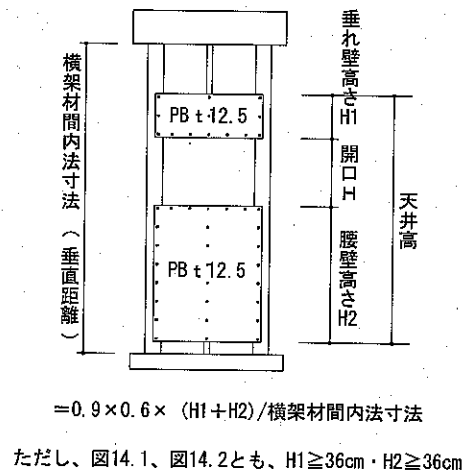 横架材間内法寸法(垂直距離)
PB t 12.5
PB t 12.5
垂れ壁高さH1
開口H
腰壁高さH2
天井高
=0.9×0.6× (H1+H2)/横架材間内法寸法
ただし、図14.1、図14.2とも、H1≧36cm・H2≧36cm